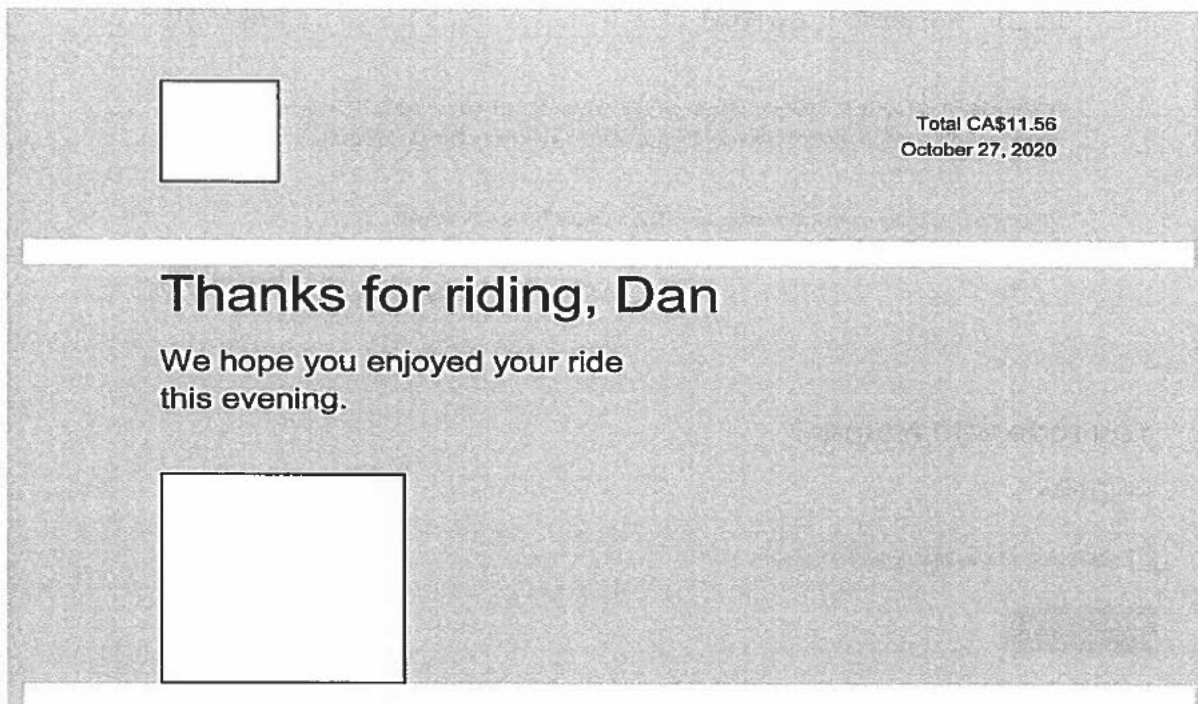 Total CA$11.56
October 27, 2020
Thanks for riding, Dan
We hope you enjoyed your ride
this evening.